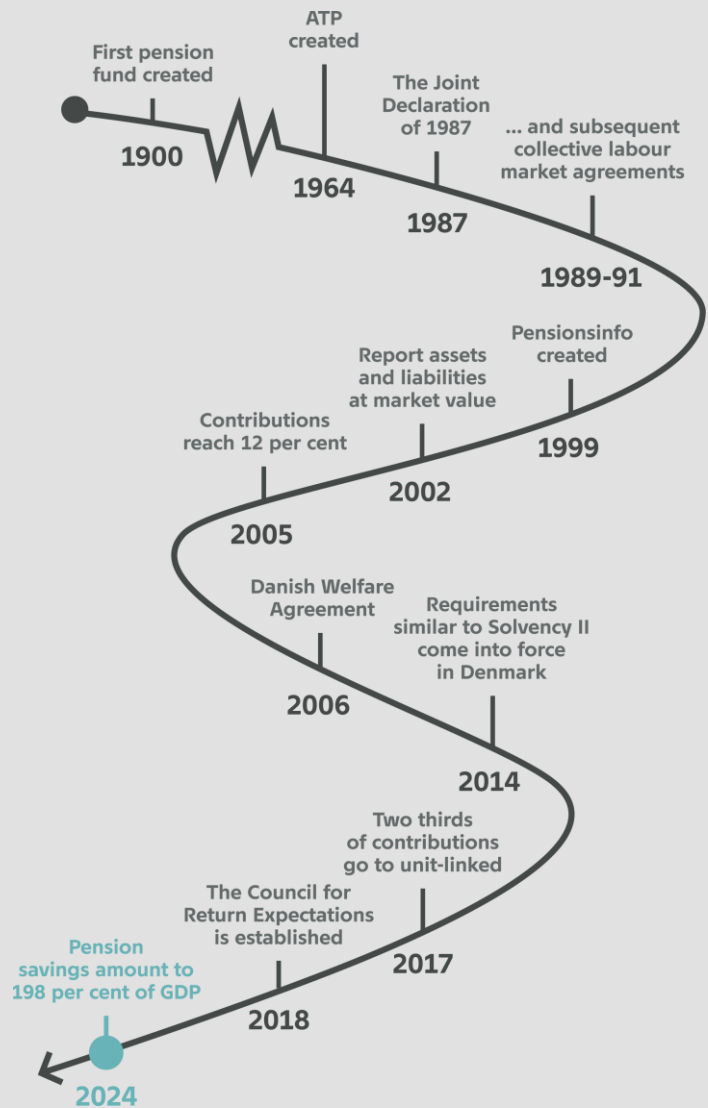 First pension
fund created
1900
ATP
created
1964
The Joint
Declaration
of 1987
1987
... and subsequent
collective labour
market agreements
1989-91
Pensionsinfo
created
1999
Report assets
and liabilities
at market value
2002
Contributions
reach 12 per cent
2005
Danish Welfare
Agreement
2006
Requirements
similar to Solvency II
come into force
in Denmark
2014
Two thirds
of contributions
go to unit-linked
2017
The Council for
Return Expectations
is established
2018
Pension
savings amount to
198 per cent of GDP
2024